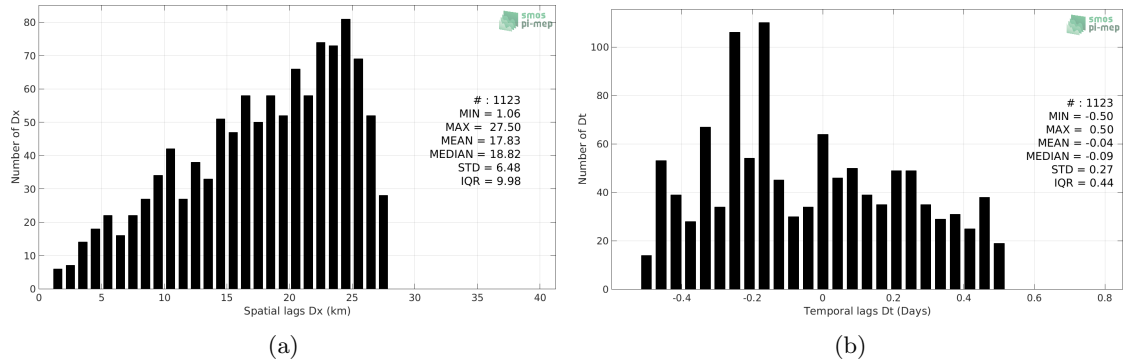 smos
pi-mep
80
70
60
50
40
30
20
10
0
Number of Dx
# : 1123
MIN = 1.06
MAX = 27.50
MEAN = 17.83
MEDIAN = 18.82
STD = 6.48
IQR = 9.98
0 5 10 15 20 25 30 35 40
Spatial lags Dx (km)
(a)
smos
pi-mep
100
80
60
40
20
0
Number of Dt
# : 1123
MIN = -0.50
MAX = 0.50
MEAN = -0.04
MEDIAN = -0.09
STD = 0.27
IQR = 0.44
-0.4 -0.2 0 0.2 0.4 0.6 0.8
Temporal lags Dt (Days)
(b)